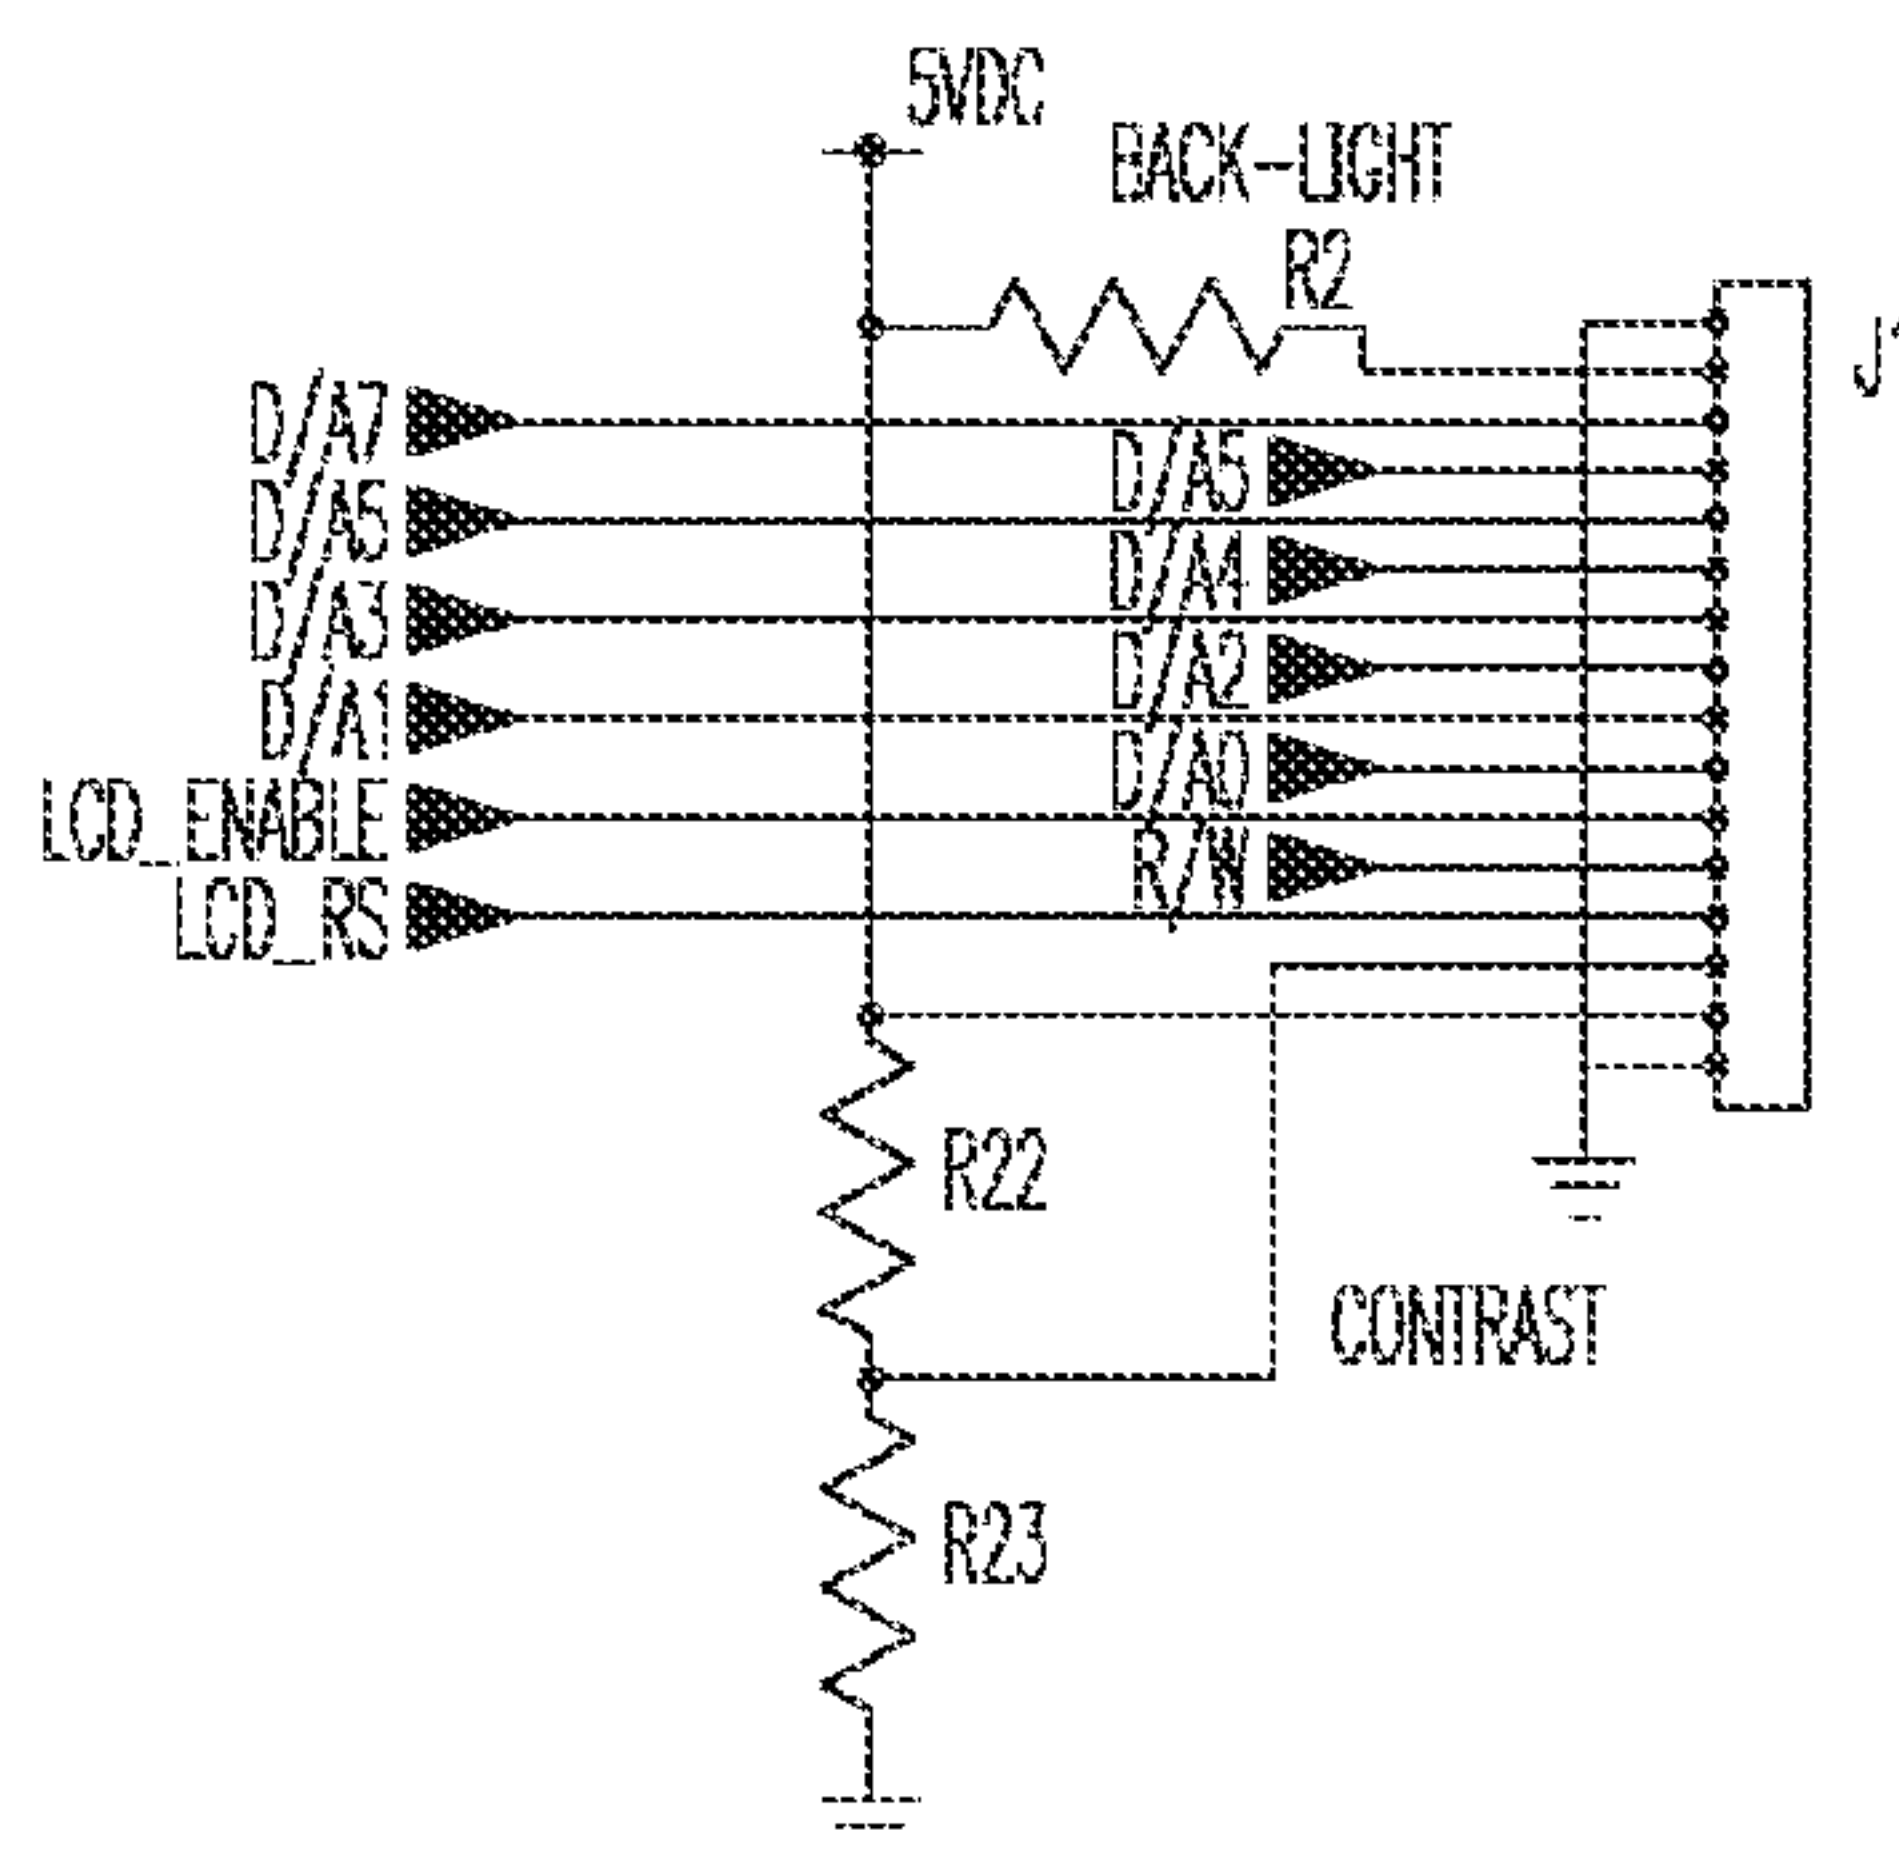 5VDC
BACK-LIGHT
R2
D/A7
D/A5
D/A5
D/A4
D/A3
D/A2
D/A1
D/A0
LCD_ENABLE
R/W
LCD_RS
R22
CONTRAST
R23